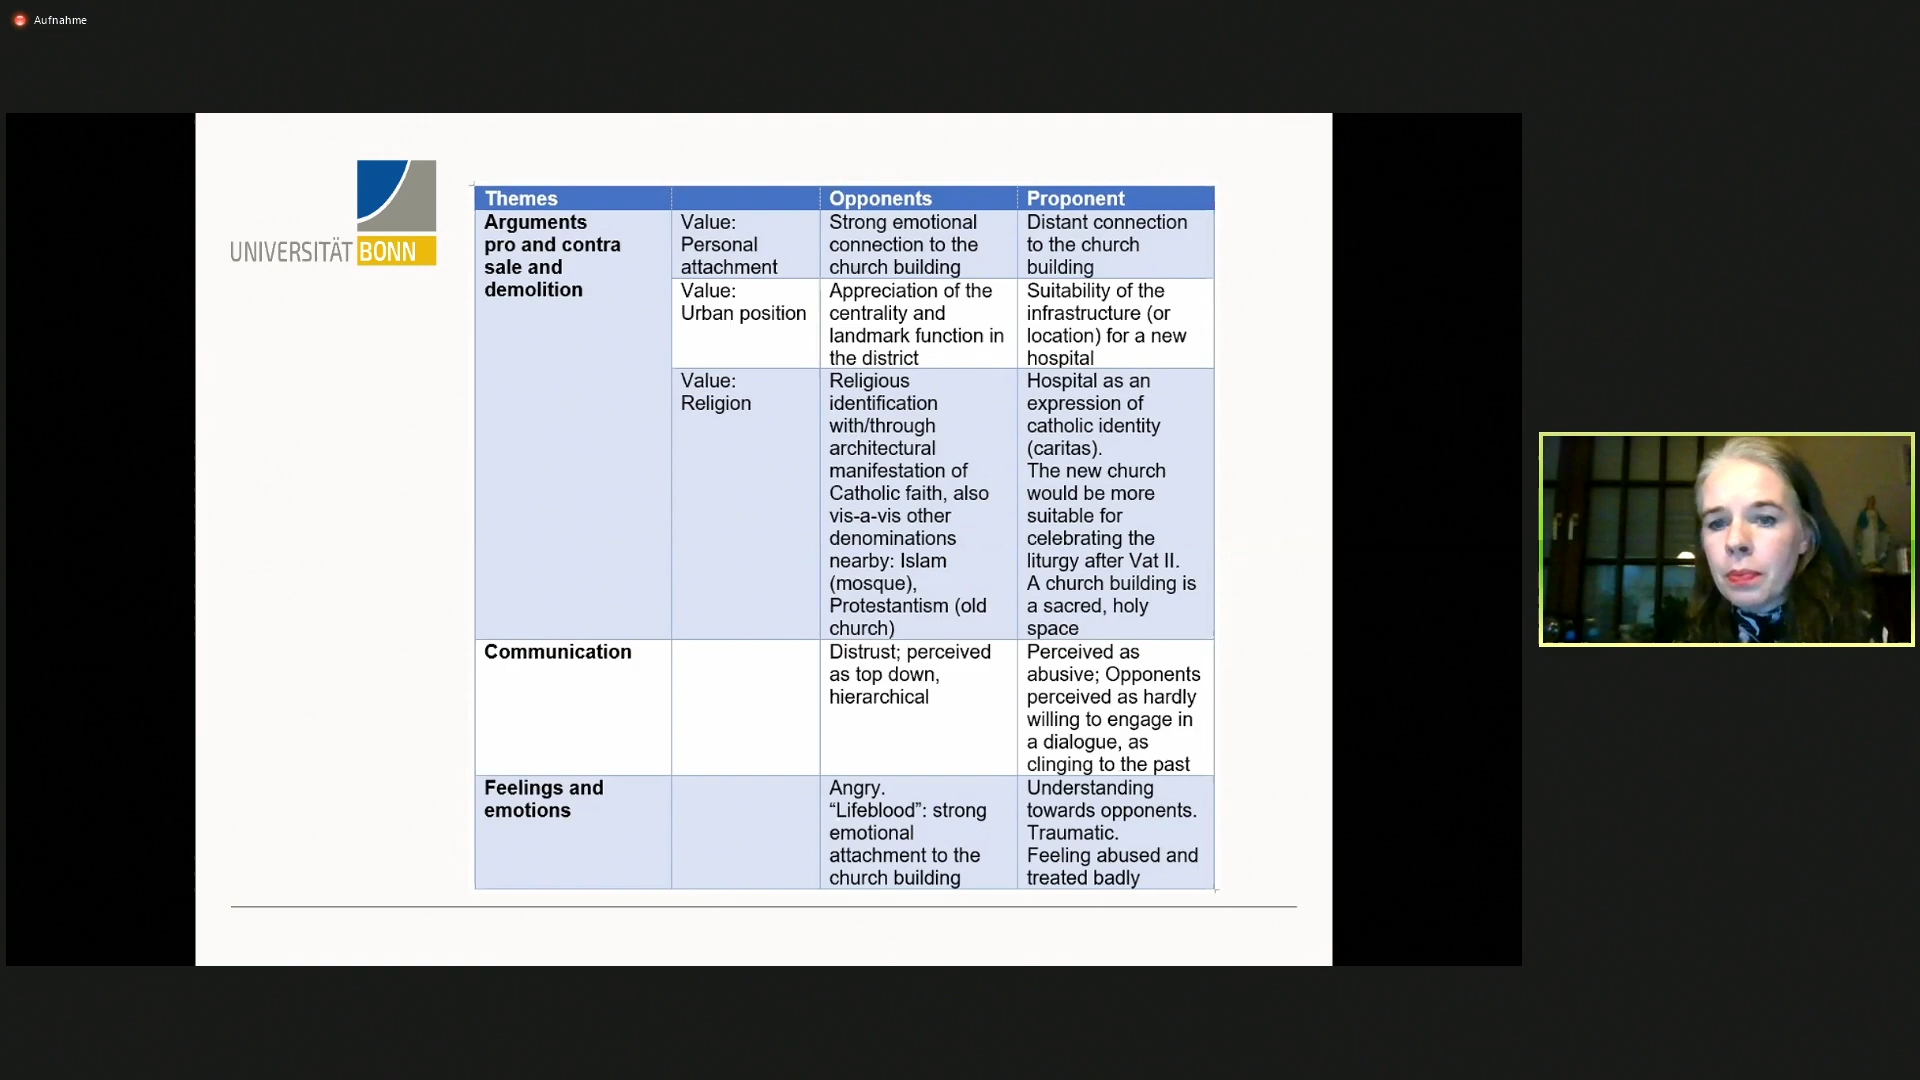 Aufnahme
UNIVERSITÄT BONN
Themes Opponents Proponent
Arguments
pro and contra
sale and
demolition
Value:
Personal
attachment
Strong emotional
connection to the
church building
Distant connection
to the church
building
Value:
Urban position
Appreciation of the
centrality and
landmark function in
the district
Suitability of the
infrastructure (or
location) for a new
hospital
Value:
Religion
Religious
identification
with/through
architectural
manifestation of
Catholic faith, also
vis-a-vis other
denominations
nearby: Islam
(mosque),
Protestantism (old
church)
Hospital as an
expression of
catholic identity
(caritas).
The new church
would be more
suitable for
celebrating the
liturgy after Vat II.
A church building is
a sacred, holy
space
Communication
Distrust; perceived
as top down,
hierarchical
Perceived as
abusive; Opponents
perceived as hardly
willing to engage in
a dialogue, as
clinging to the past
Feelings and
emotions
Angry.
“Lifeblood”: strong
emotional
attachment to the
church building
Understanding
towards opponents.
Traumatic.
Feeling abused and
treated badly